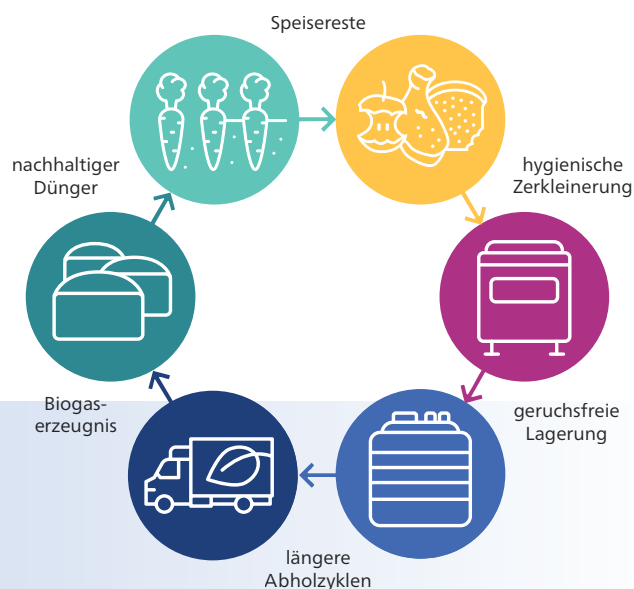 Speisereste
hygienische
Zerkleinerung
geruchsfreie
Lagerung
längere
Abholzyklen
Biogas-
erzeugnis
nachhaltiger
Dünger